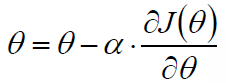 θ = θ − α · ∂J(θ) / ∂θ